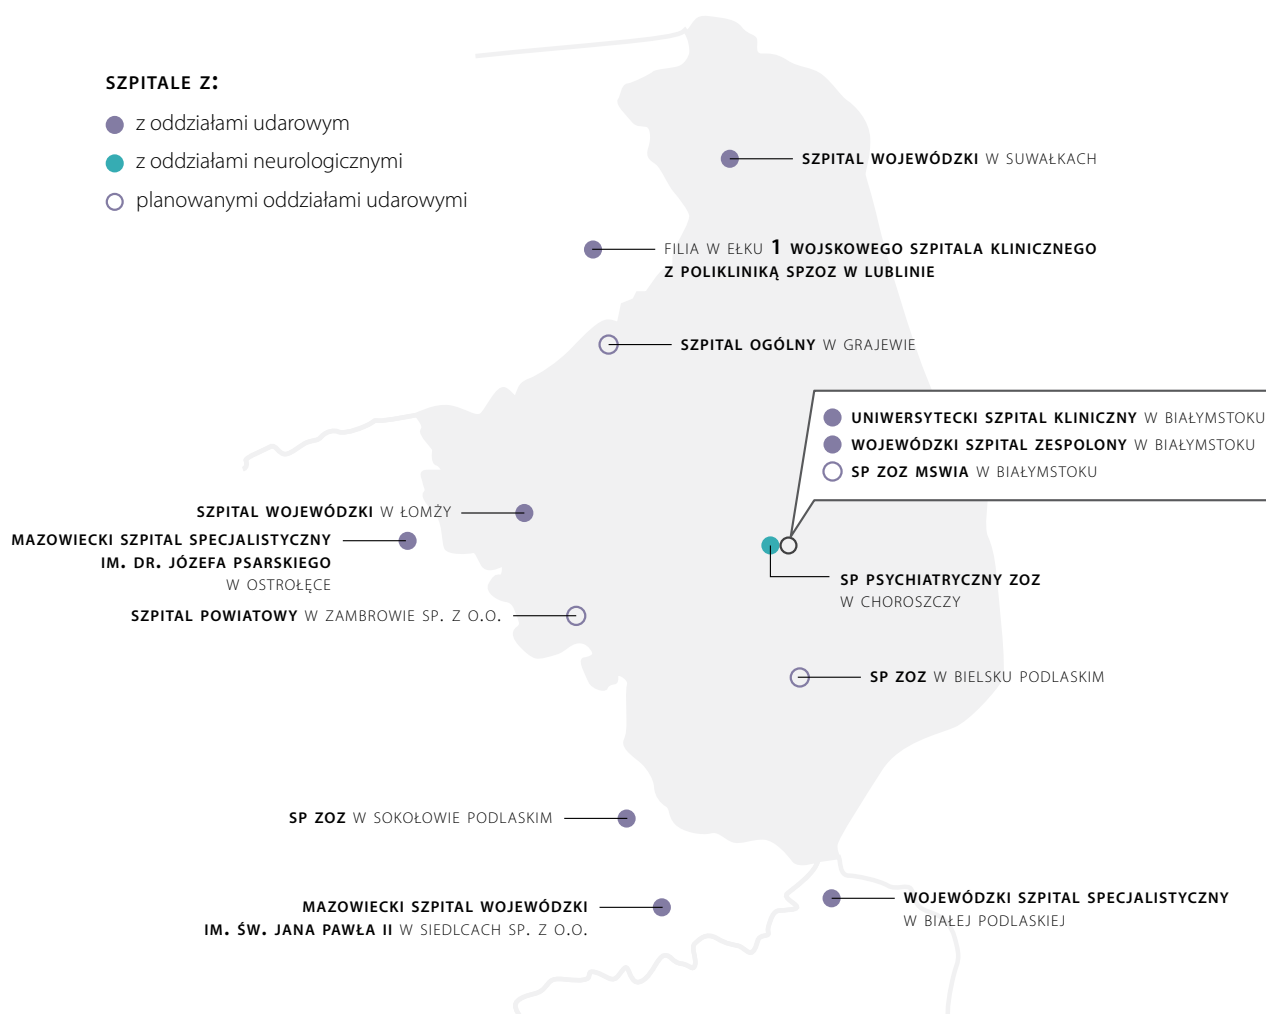 SZPITALE Z:
z oddziałami udarowym
z oddziałami neurologicznymi
planowanymi oddziałami udarowymi
SZPITAL WOJEWÓDZKI W SUWAŁKACH
FILIA W EŁKU 1 WOJSKOWEGO SZPITALA KLINICZNEGO
Z POLIKLINIKĄ SPZOZ W LUBLINIE
SZPITAL OGÓLNY W GRAJEWIE
UNIWERSYTECKI SZPITAL KLINICZNY W BIAŁYMSTOKU
WOJEWÓDZKI SZPITAL ZESPOLONY W BIAŁYMSTOKU
SP ZOZ MSWIA W BIAŁYMSTOKU
SZPITAL WOJEWÓDZKI W ŁOMŻY
MAZOWIECKI SZPITAL SPECJALISTYCZNY
IM. DR. JÓZEFA PSARSKIEGO
W OSTROŁĘCE
SP PSYCHIATRYCZNY ZOZ
W CHOROSZCZY
SZPITAL POWIATOWY W ZAMBROWIE SP. Z O.O.
SP ZOZ W BIELSKU PODLASKIM
SP ZOZ W SOKOŁOWIE PODLASKIM
MAZOWIECKI SZPITAL WOJEWÓDZKI
IM. ŚW. JANA PAWŁA II W SIEDLCACH SP. Z O.O.
WOJEWÓDZKI SZPITAL SPECJALISTYCZNY
W BIAŁEJ PODLASKIEJ